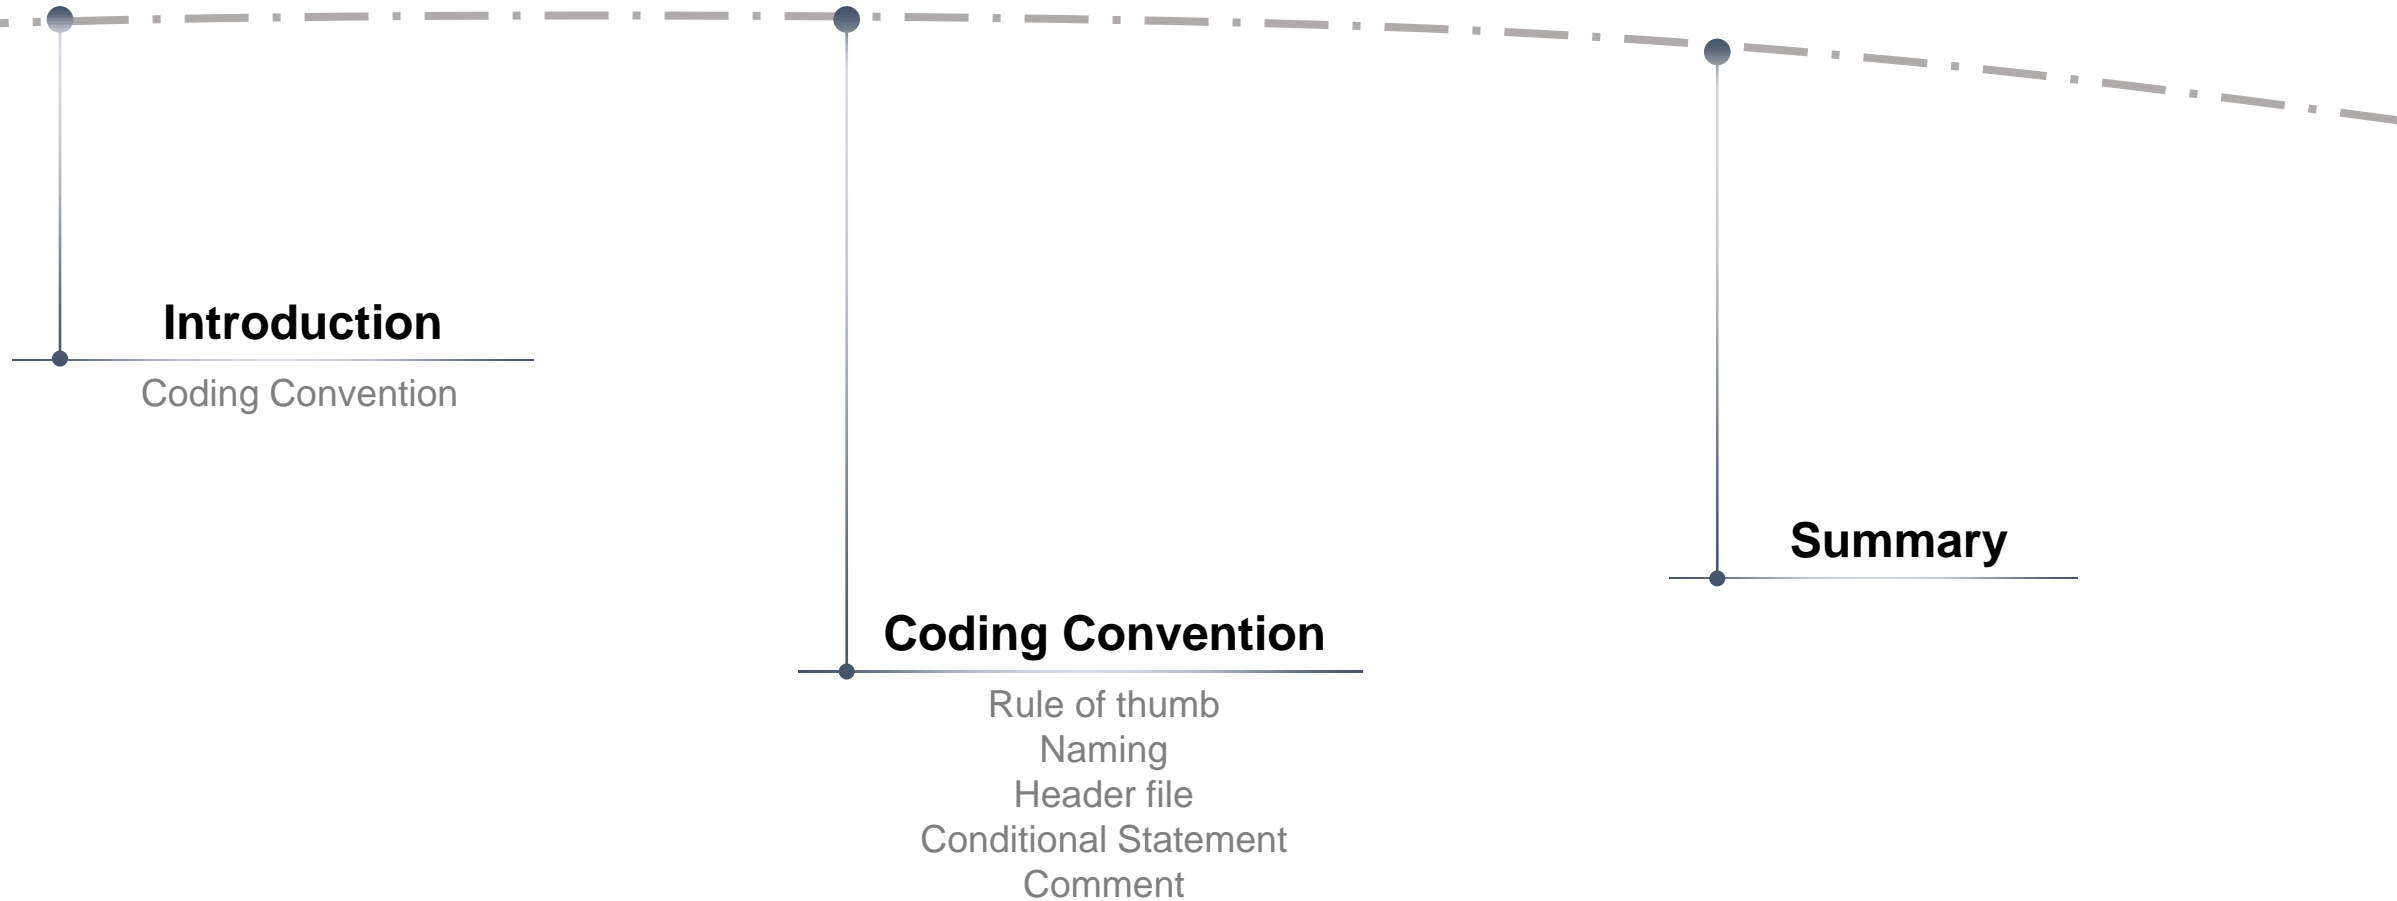 Introduction
Coding Convention
Coding Convention
Rule of thumb
Naming
Header file
Conditional Statement
Comment
Summary